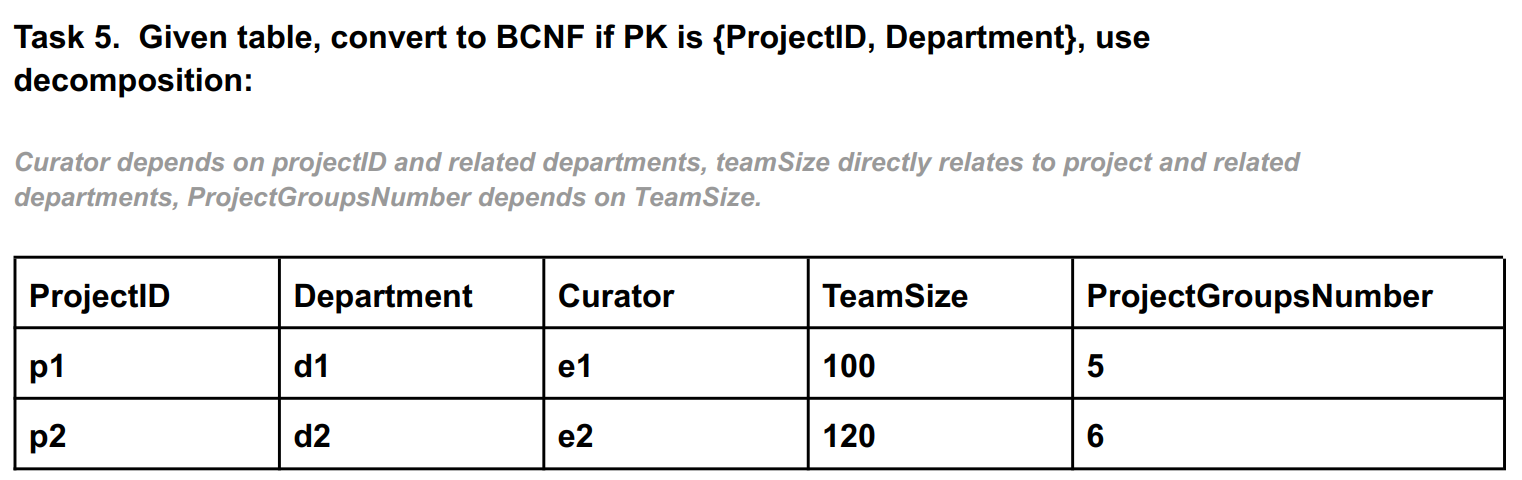 Task 5.  Given table, convert to BCNF if PK is {ProjectID, Department}, use
decomposition:
Curator depends on projectID and related departments, teamSize directly relates to project and related
departments, ProjectGroupsNumber depends on TeamSize.
ProjectID Department Curator TeamSize ProjectGroupsNumber
p1 d1 e1 100 5
p2 d2 e2 120 6